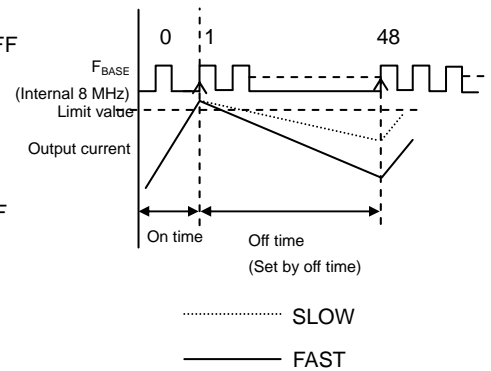 FF
0
1
48
F_BASE
(Internal 8 MHz)
Limit value
Output current
F
On time
Off time
(Set by off time)
SLOW
FAST